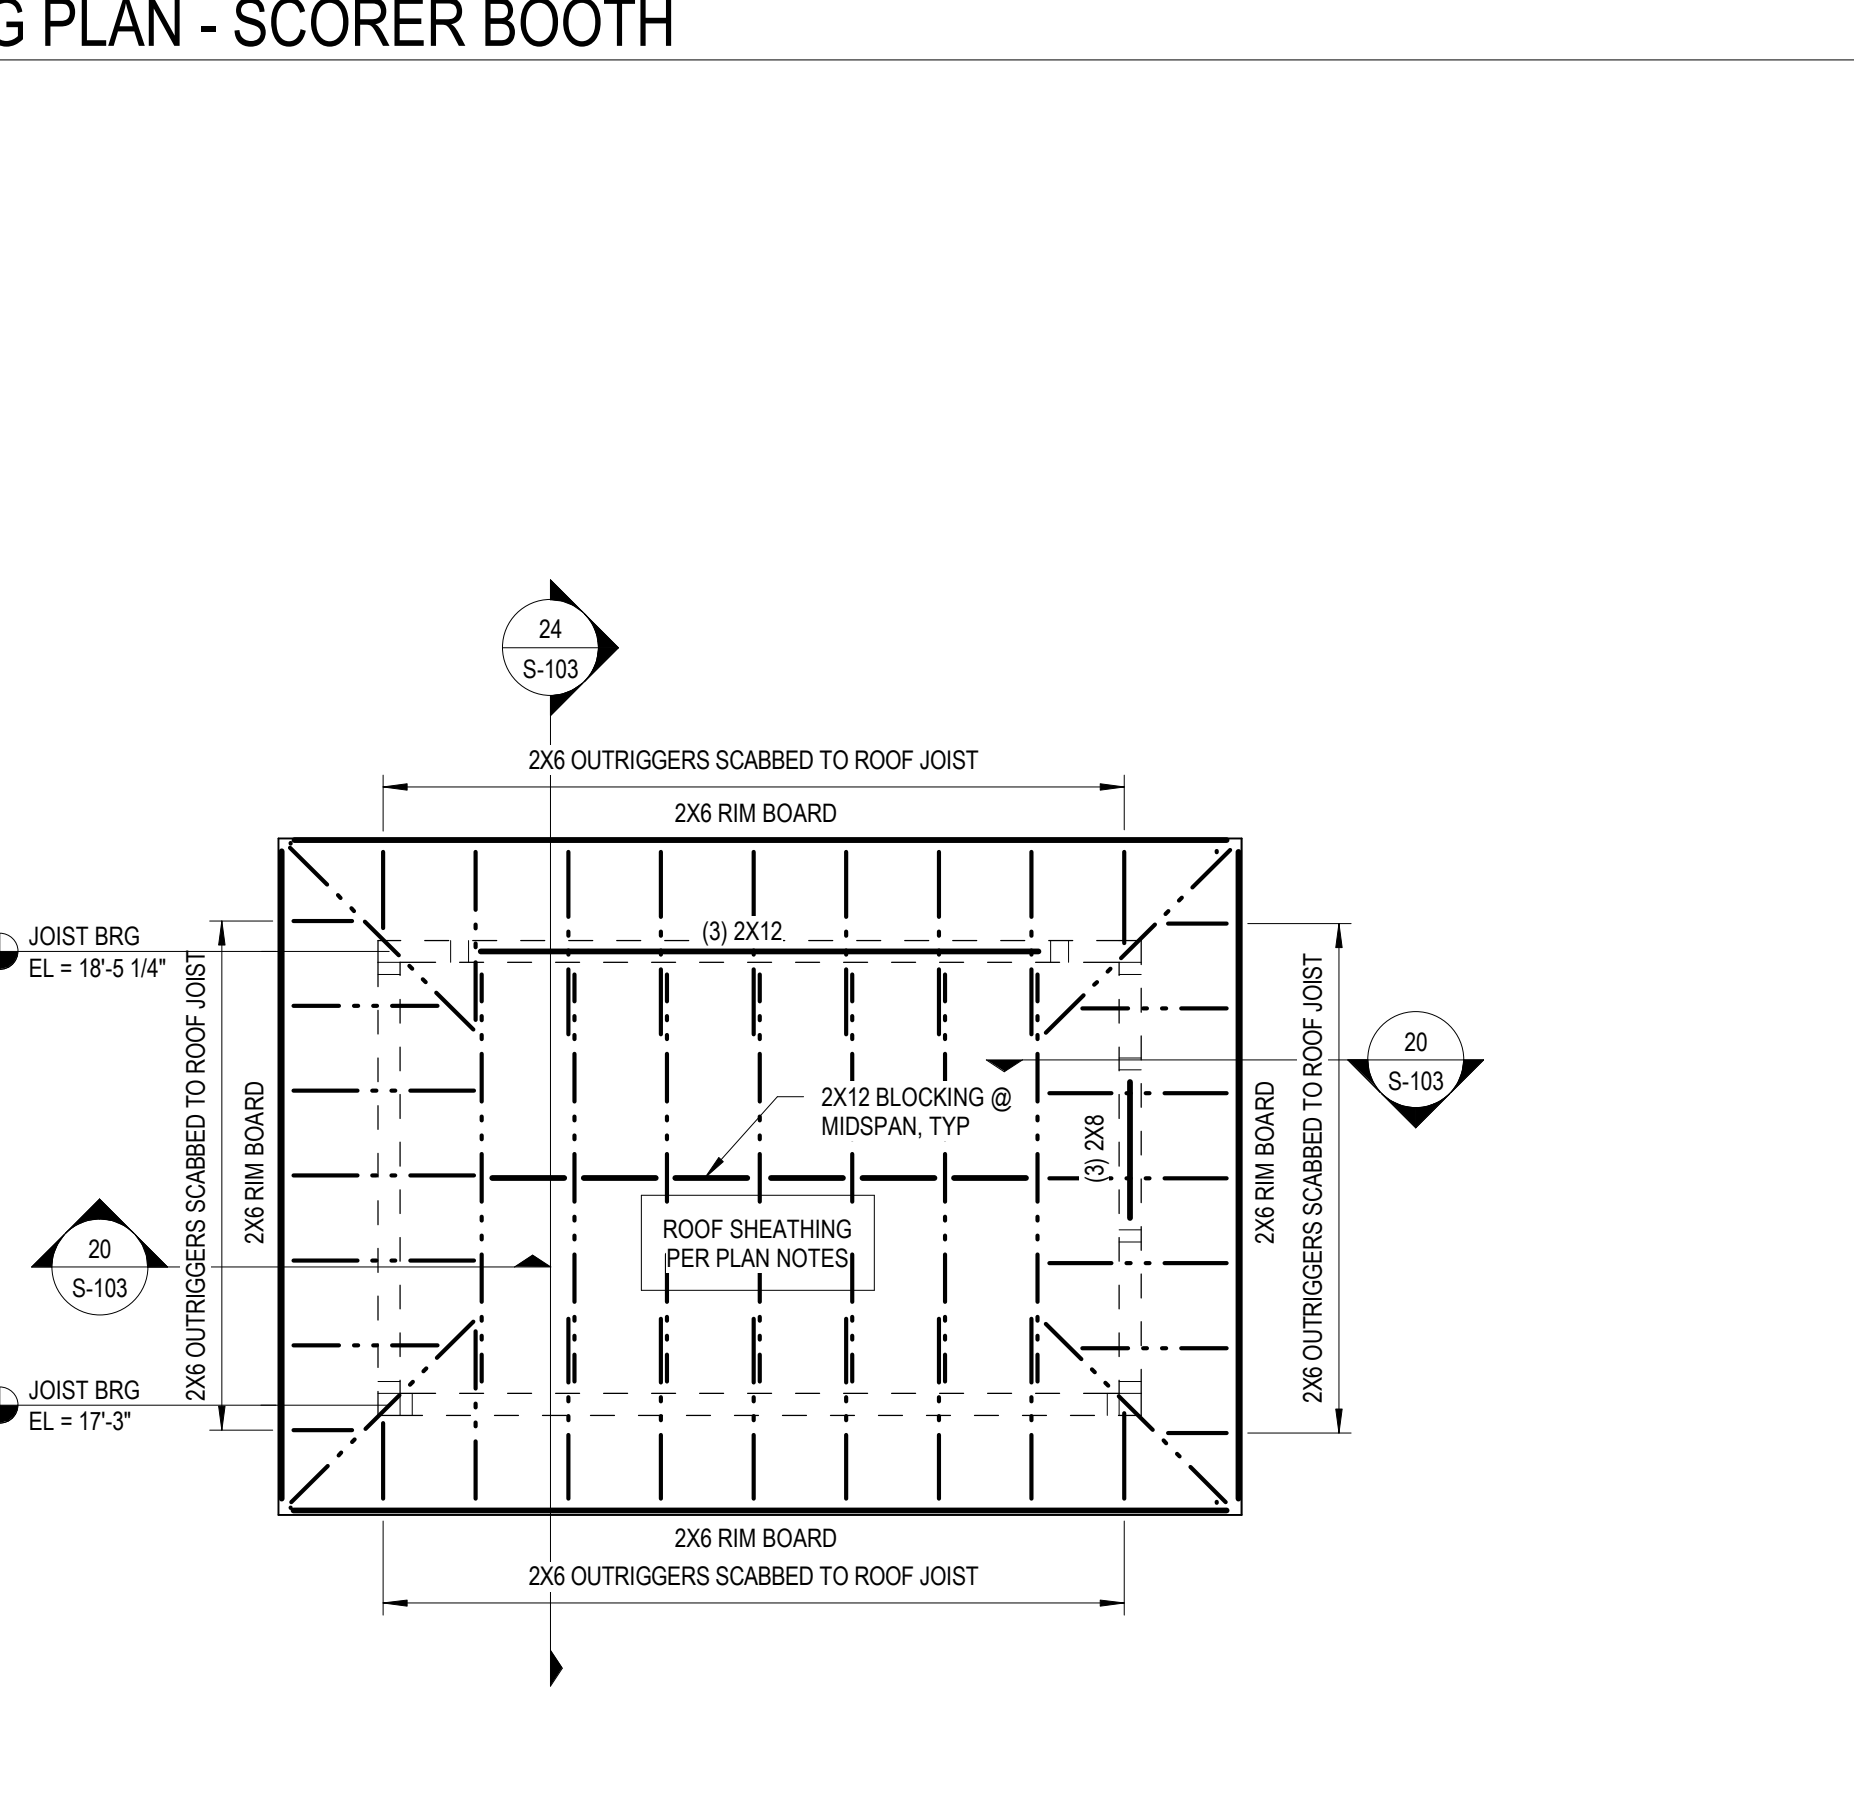 G PLAN - SCORER BOOTH
24
S-103
2X6 OUTRIGGERS SCABBED TO ROOF JOIST
2X6 RIM BOARD
(3) 2X12
JOIST BRG
EL = 18'-5 1/4"
2X6 OUTRIGGERS SCABBED TO ROOF JOIST
2X6 RIM BOARD
2X12 BLOCKING @
MIDSPAN, TYP
(3) 2X8
2X6 RIM BOARD
2X6 OUTRIGGERS SCABBED TO ROOF JOIST
20
S-103
ROOF SHEATHING
PER PLAN NOTES
20
S-103
JOIST BRG
EL = 17'-3"
2X6 RIM BOARD
2X6 OUTRIGGERS SCABBED TO ROOF JOIST